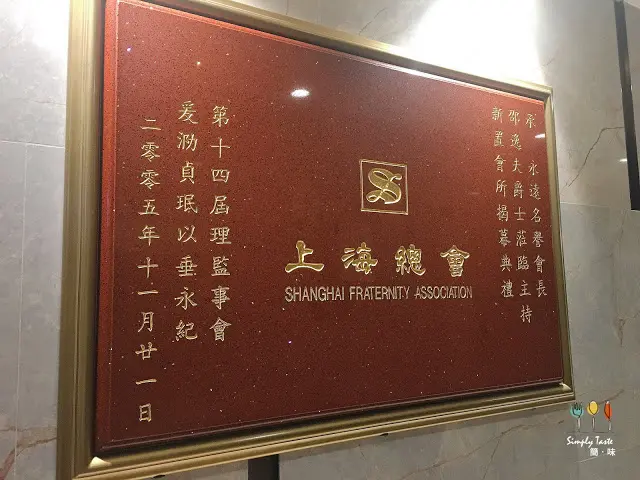 承 永遠名譽會長
邵逸夫爵士蒞臨主持
新置會所揭幕典禮
上海總會
SHANGHAI FRATERNITY ASSOCIATION
第十四屆理監事會
爰泐貞珉以垂永紀
二零零五年十一月廿一日
Simply Taste
簡·味